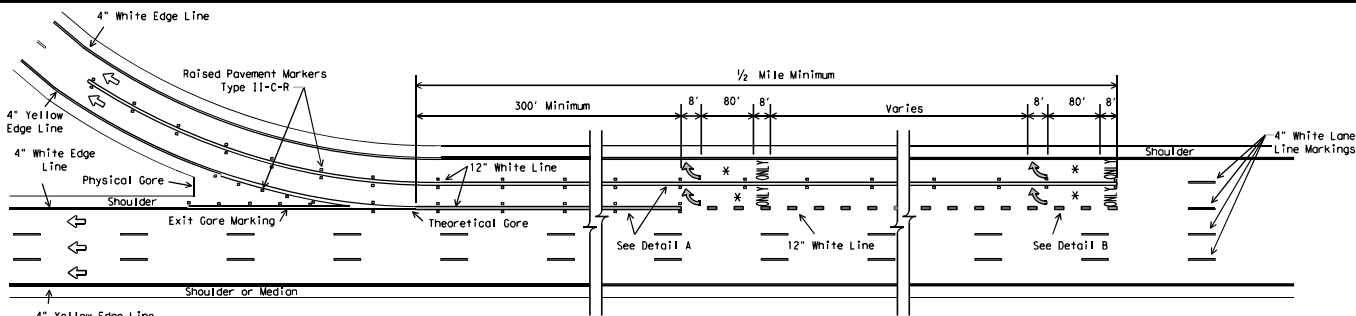 4" White Edge Line
Raised Pavement Markers
Type II-C-R
½ Mile Minimum
300' Minimum
8'
80'
8'
Varies
8'
80'
8'
4" Yellow
Edge Line
4" White Edge
Line
Physical Gore
Shoulder
12" White Line
*
ONLY
*
ONLY
*
ONLY
*
ONLY
Shoulder
4" White Lane
Line Markings
Exit Gore Marking
Theoretical Gore
See Detail A
12" White Line
See Detail B
Shoulder or Median
4" Yellow Edge Line